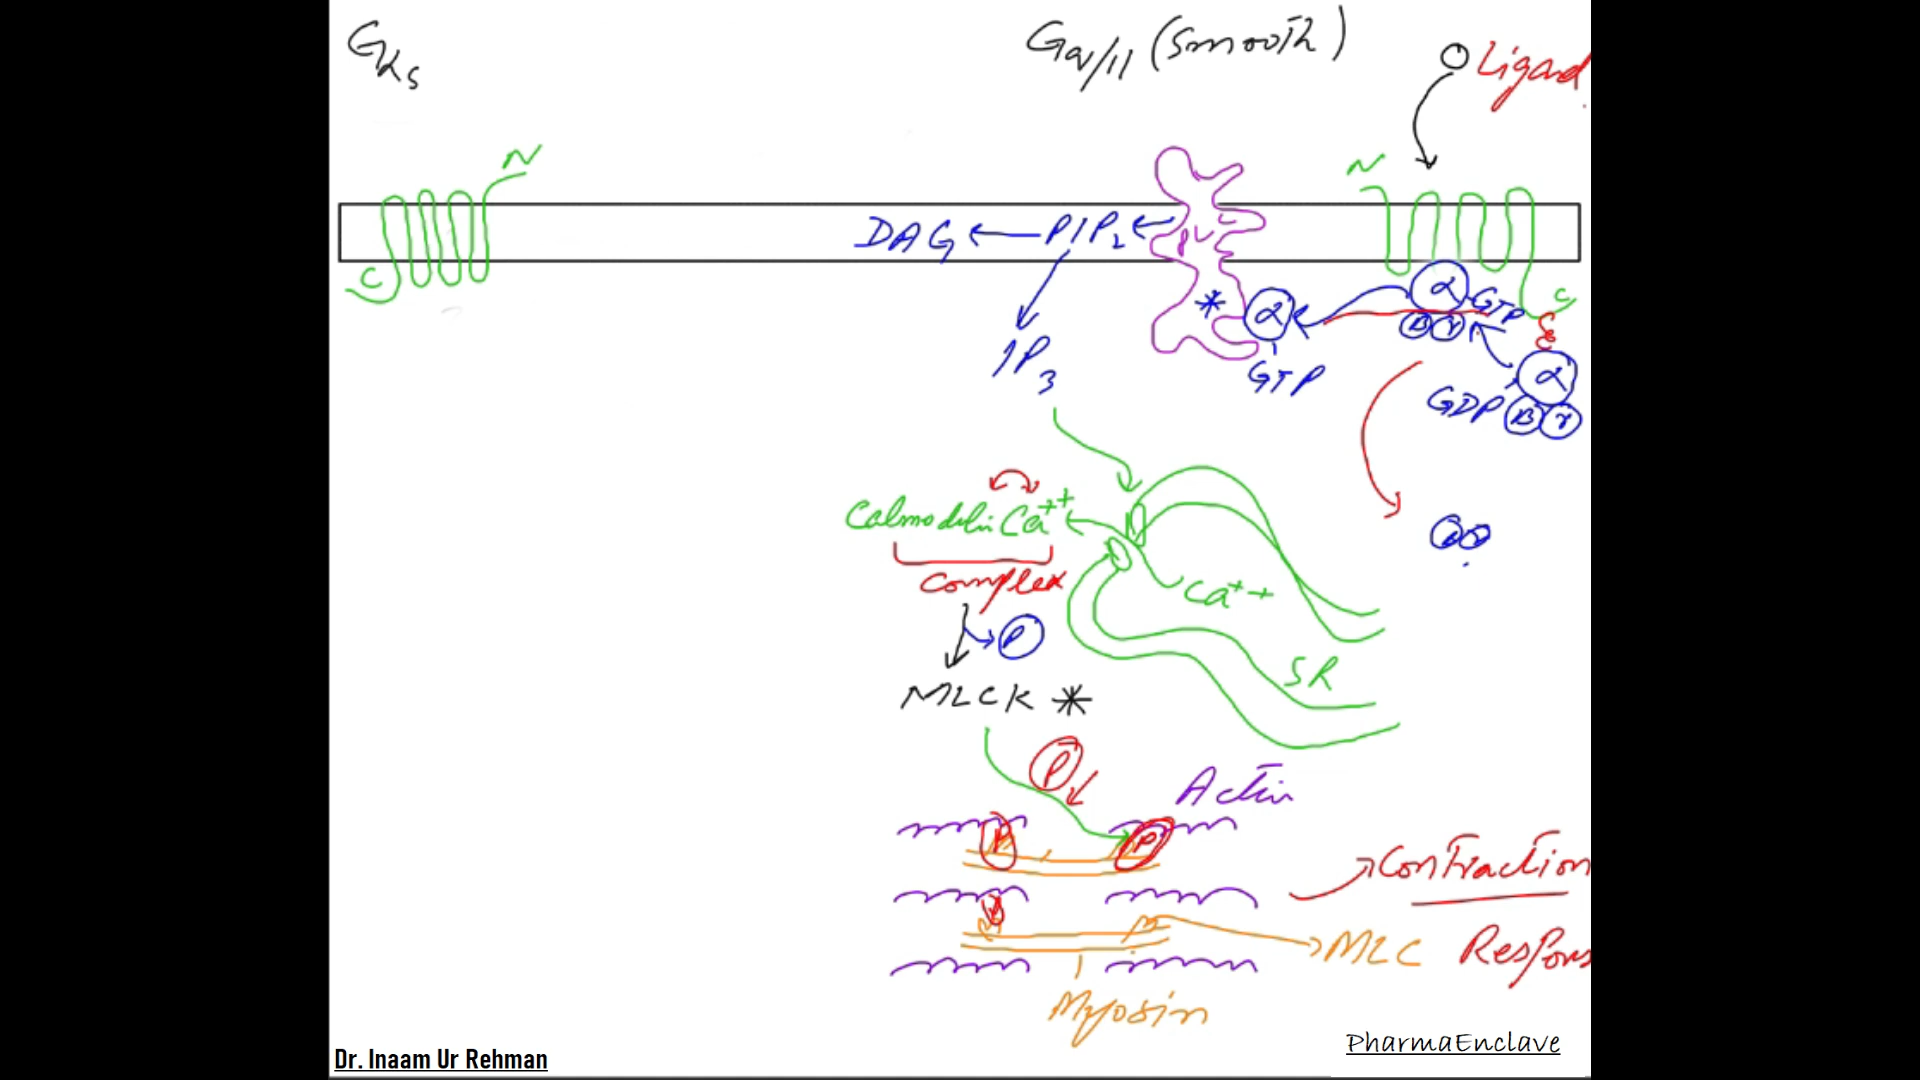 Gαs
Gq/11 (Smooth)
Ligand
N
N
DAG
PIP2
PLC
C
α
GTP
C
*
α
β γ
GTP
IP3
α
GDP
β γ
Calmodulin Ca++
Complex
Ca++
P
SR
MLCK *
P
Actin
P
P
Contraction
MLC
Respons
Myosin
PharmaEnclave
Dr. Inaam Ur Rehman